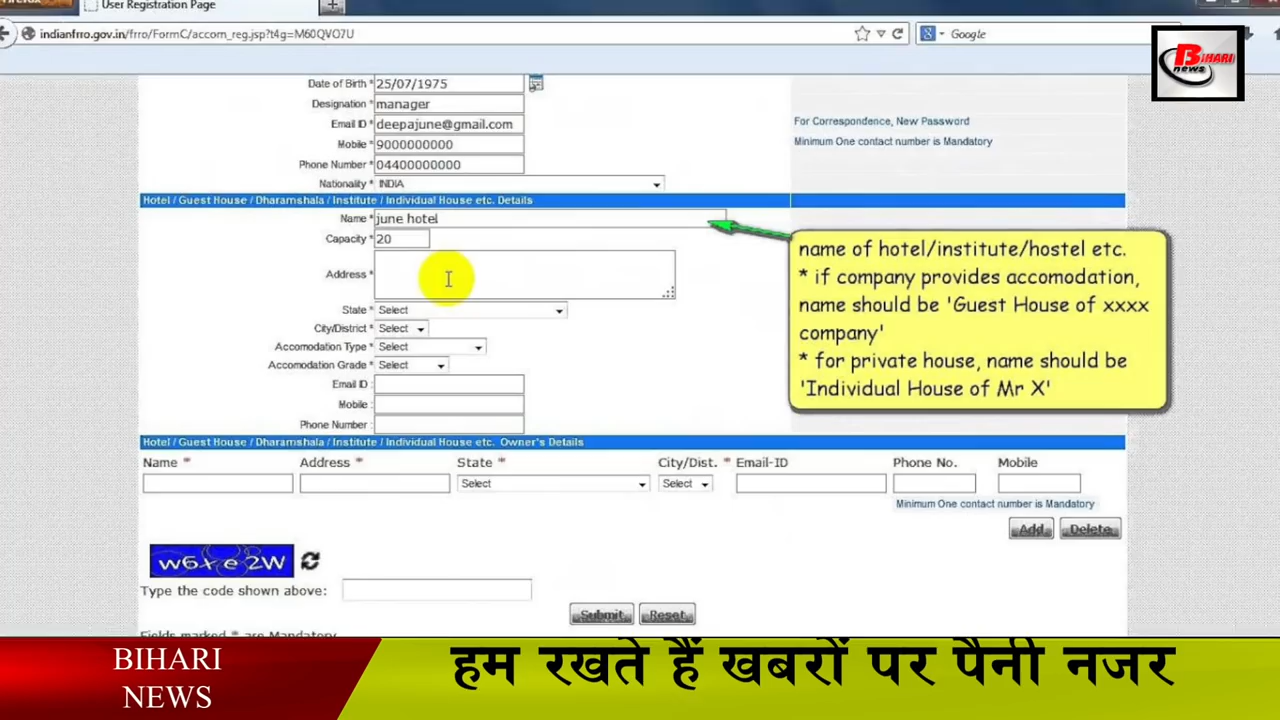 User Registration Page
indianfrro.gov.in/frro/FormC/accom_reg.jsp?t4g=M60QVO7U
Google
BIHARI
news
Date of Birth * 25/07/1975
Designation * manager
Email ID * deepajune@gmail.com
For Correspondence, New Password
Mobile * 9000000000
Minimum One contact number is Mandatory
Phone Number * 04400000000
Nationality * INDIA
Hotel / Guest House / Dharamshala / Institute / Individual House etc. Details
Name * june hotel
Capacity * 20
Address *
State * Select
City/District * Select
Accomodation Type * Select
Accomodation Grade * Select
Email ID :
Mobile :
Phone Number :
name of hotel/institute/hostel etc.
* if company provides accomodation,
name should be 'Guest House of xxxx
company'
* for private house, name should be
'Individual House of Mr X'
Hotel / Guest House / Dharamshala / Institute / Individual House etc. Owner's Details
Name * Address * State * City/Dist. * Email-ID Phone No. Mobile
Select Select
Minimum One contact number is Mandatory
Add Delete
w6xe2W
Type the code shown above:
Submit Reset
Fields marked * are Mandatory
BIHARI
NEWS
हम रखते हैं खबरों पर पैनी नजर